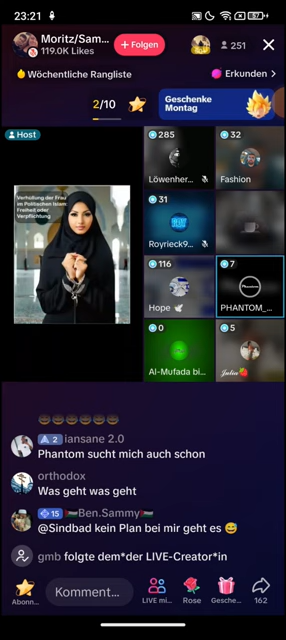 23:21
57
Moritz/Sam...
119.0K Likes
+ Folgen
251
Wöchentliche Rangliste
Erkunden >
2/10
Geschenke
Montag
Host
285
Löwenher...
32
Fashion
Verhüllung der Frau
im Politischen Islam
Freiheit oder
Verpflichtung
31
Royrieck9...
116
Hope
7
PHANTOM_...
0
Al-Mufada bi...
5
Julia
2 iansane 2.0
Phantom sucht mich auch schon
orthodox
Was geht was geht
15 Ben.Sammy
@Sindbad kein Plan bei mir geht es 😅
gmb folgte dem*der LIVE-Creator*in
Abonn...
Komment...
LIVE mi...
Rose
Gesche...
162